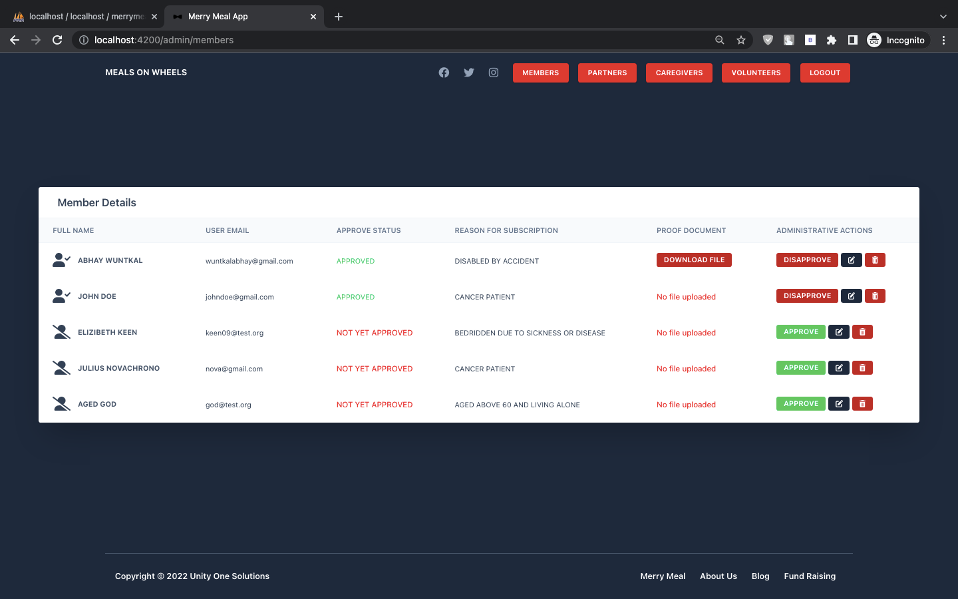 localhost / localhost / merryme
Merry Meal App
localhost:4200/admin/members
Incognito
MEALS ON WHEELS
MEMBERS PARTNERS CAREGIVERS VOLUNTEERS LOGOUT
Member Details
FULL NAME USER EMAIL APPROVE STATUS REASON FOR SUBSCRIPTION PROOF DOCUMENT ADMINISTRATIVE ACTIONS
ABHAY WUNTKAL wuntkalabhay@gmail.com APPROVED DISABLED BY ACCIDENT DOWNLOAD FILE DISAPPROVE
JOHN DOE johndoe@gmail.com APPROVED CANCER PATIENT No file uploaded DISAPPROVE
ELIZIBETH KEEN keen09@test.org NOT YET APPROVED BEDRIDDEN DUE TO SICKNESS OR DISEASE No file uploaded APPROVE
JULIUS NOVACHRONO nova@gmail.com NOT YET APPROVED CANCER PATIENT No file uploaded APPROVE
AGED GOD god@test.org NOT YET APPROVED AGED ABOVE 60 AND LIVING ALONE No file uploaded APPROVE
Copyright © 2022 Unity One Solutions
Merry Meal About Us Blog Fund Raising